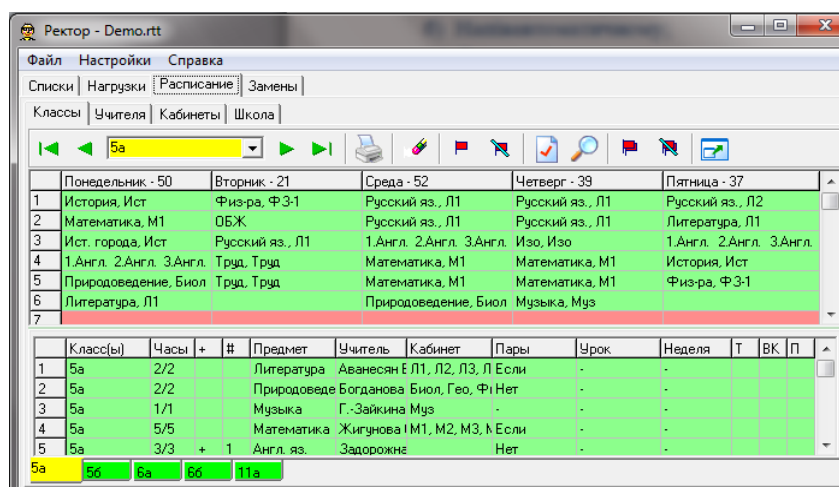 Ректор - Demo.rtt
Файл Настройки Справка
Списки Нагрузки Расписание Замены
Классы Учителя Кабинеты Школа
5а
Понедельник - 50 Вторник - 21 Среда - 52 Четверг - 39 Пятница - 37
1 История, Ист Физ-ра, ФЗ-1 Русский яз., Л1 Русский яз., Л1 Русский яз., Л2
2 Математика, М1 ОБЖ Русский яз., Л1 Русский яз., Л1 Литература, Л1
3 Ист. города, Ист Русский яз., Л1 1.Англ. 2.Англ. 3.Англ. Изо, Изо 1.Англ. 2.Англ. 3.Англ.
4 1.Англ. 2.Англ. 3.Англ. Труд, Труд Математика, М1 Математика, М1 История, Ист
5 Природоведение, Биол Труд, Труд Математика, М1 Математика, М1 Физ-ра, ФЗ-1
6 Литература, Л1 Природоведение, Биол Музыка, Муз
7
Класс(ы) Часы + # Предмет Учитель Кабинет Пары Урок Неделя Т ВК П
1 5а 2/2 Литература Аванесян Л1, Л2, Л3, Л Если - -
2 5а 2/2 Природоведе Богданова Биол, Гео, Фи Нет - -
3 5а 1/1 Музыка Г.-Зайкина Муз - - -
4 5а 5/5 Математика Жигунова М1, М2, М3, М Если - -
5 5а 3/3 + 1 Англ. яз. Задорожна Нет - -
5а 5б 6а 6б 11а